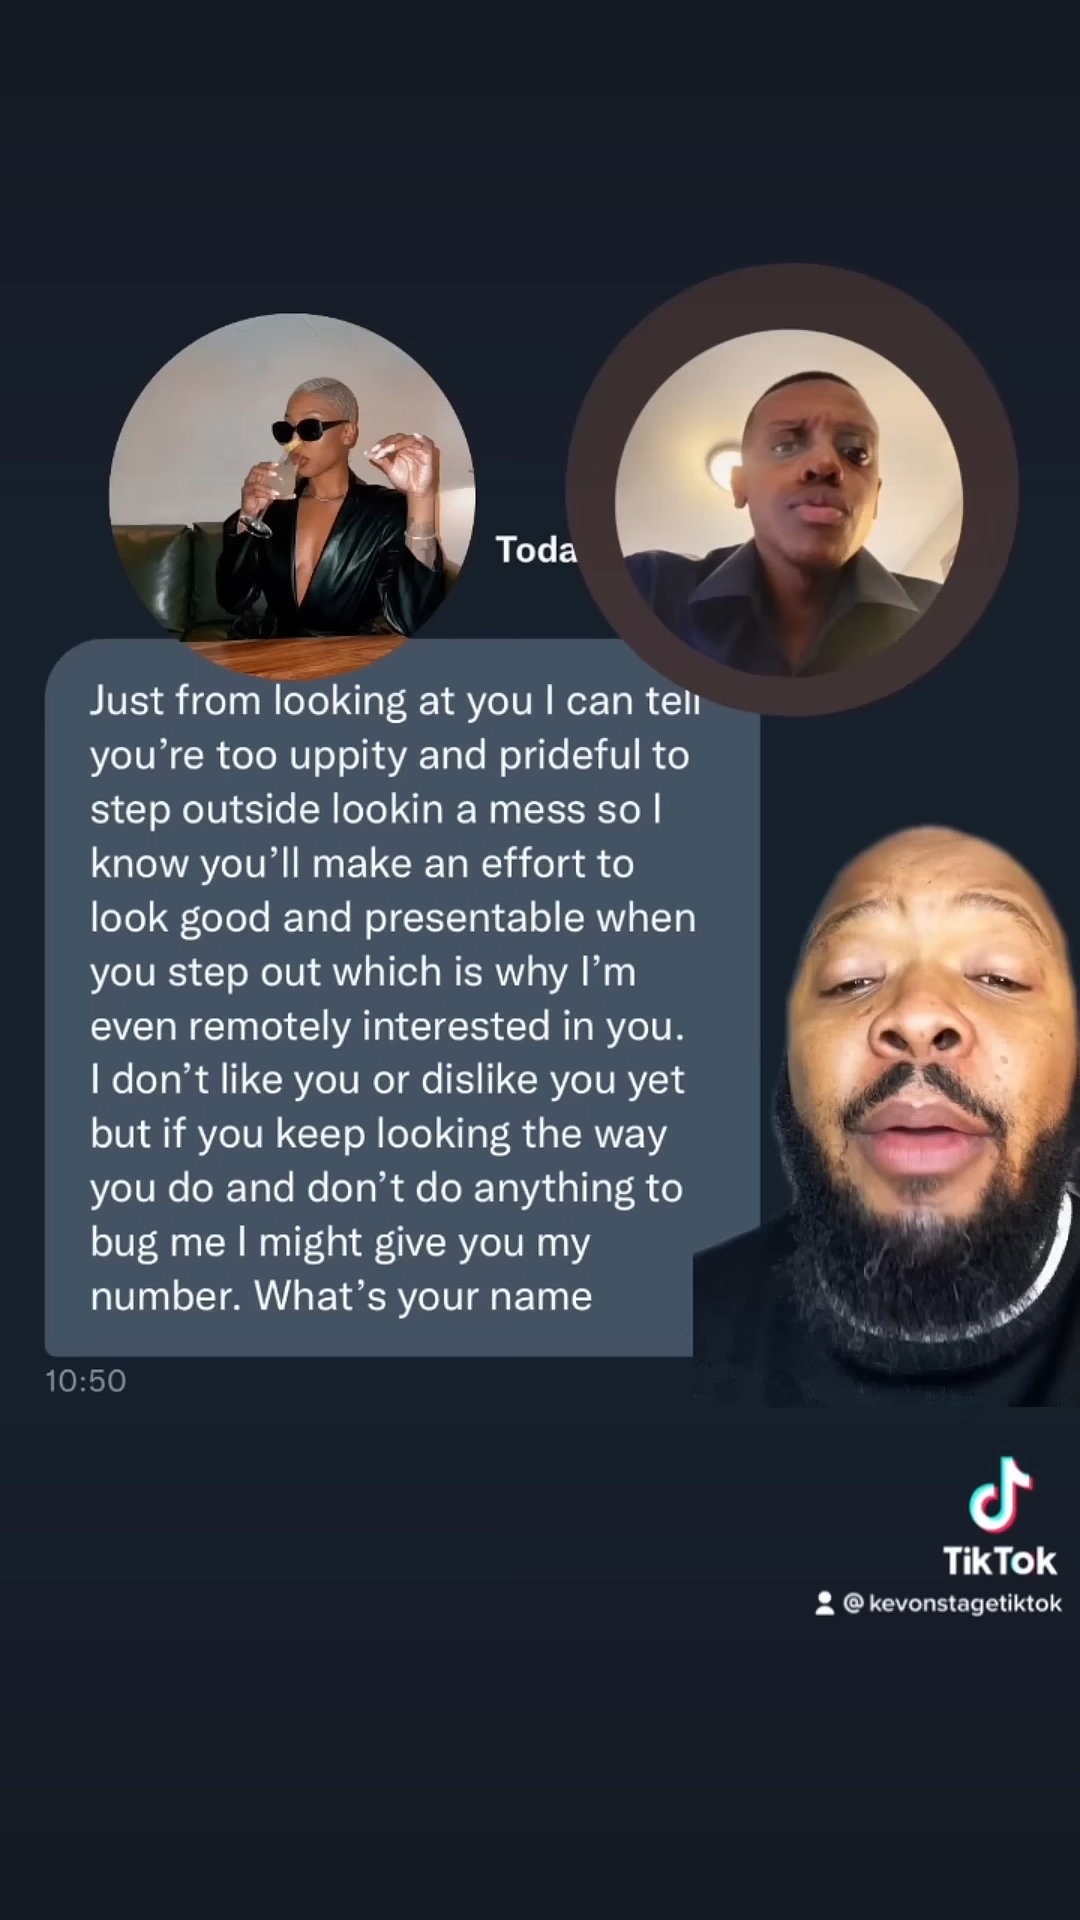 Toda
Just from looking at you I can tell
you’re too uppity and prideful to
step outside lookin a mess so I
know you’ll make an effort to
look good and presentable when
you step out which is why I’m
even remotely interested in you.
I don’t like you or dislike you yet
but if you keep looking the way
you do and don’t do anything to
bug me I might give you my
number. What’s your name
10:50
TikTok
@kevonstagetiktok